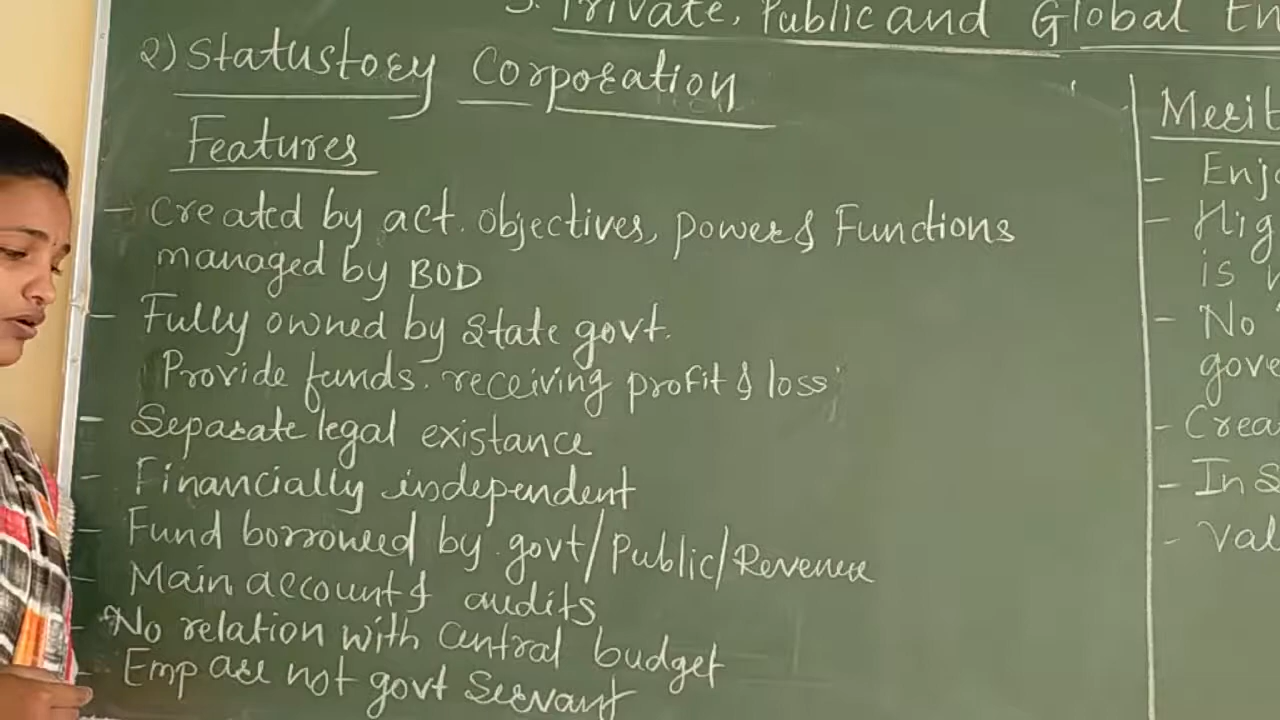 3. Private, Public and Global En
2) Statustory Corporation
Features
- Created by act. objectives, power & Functions
managed by BOD
- Fully owned by State govt.
Provide funds. receiving profit & loss
- Separate legal existance
- Financially independent
- Fund borrowed by govt/Public/Revenue
- Main account & audits
- No relation with central budget
- Emp are not govt Servant
Merit
- Enjo
- Hig
is
- No
gove
- Crea
- In S
- Val